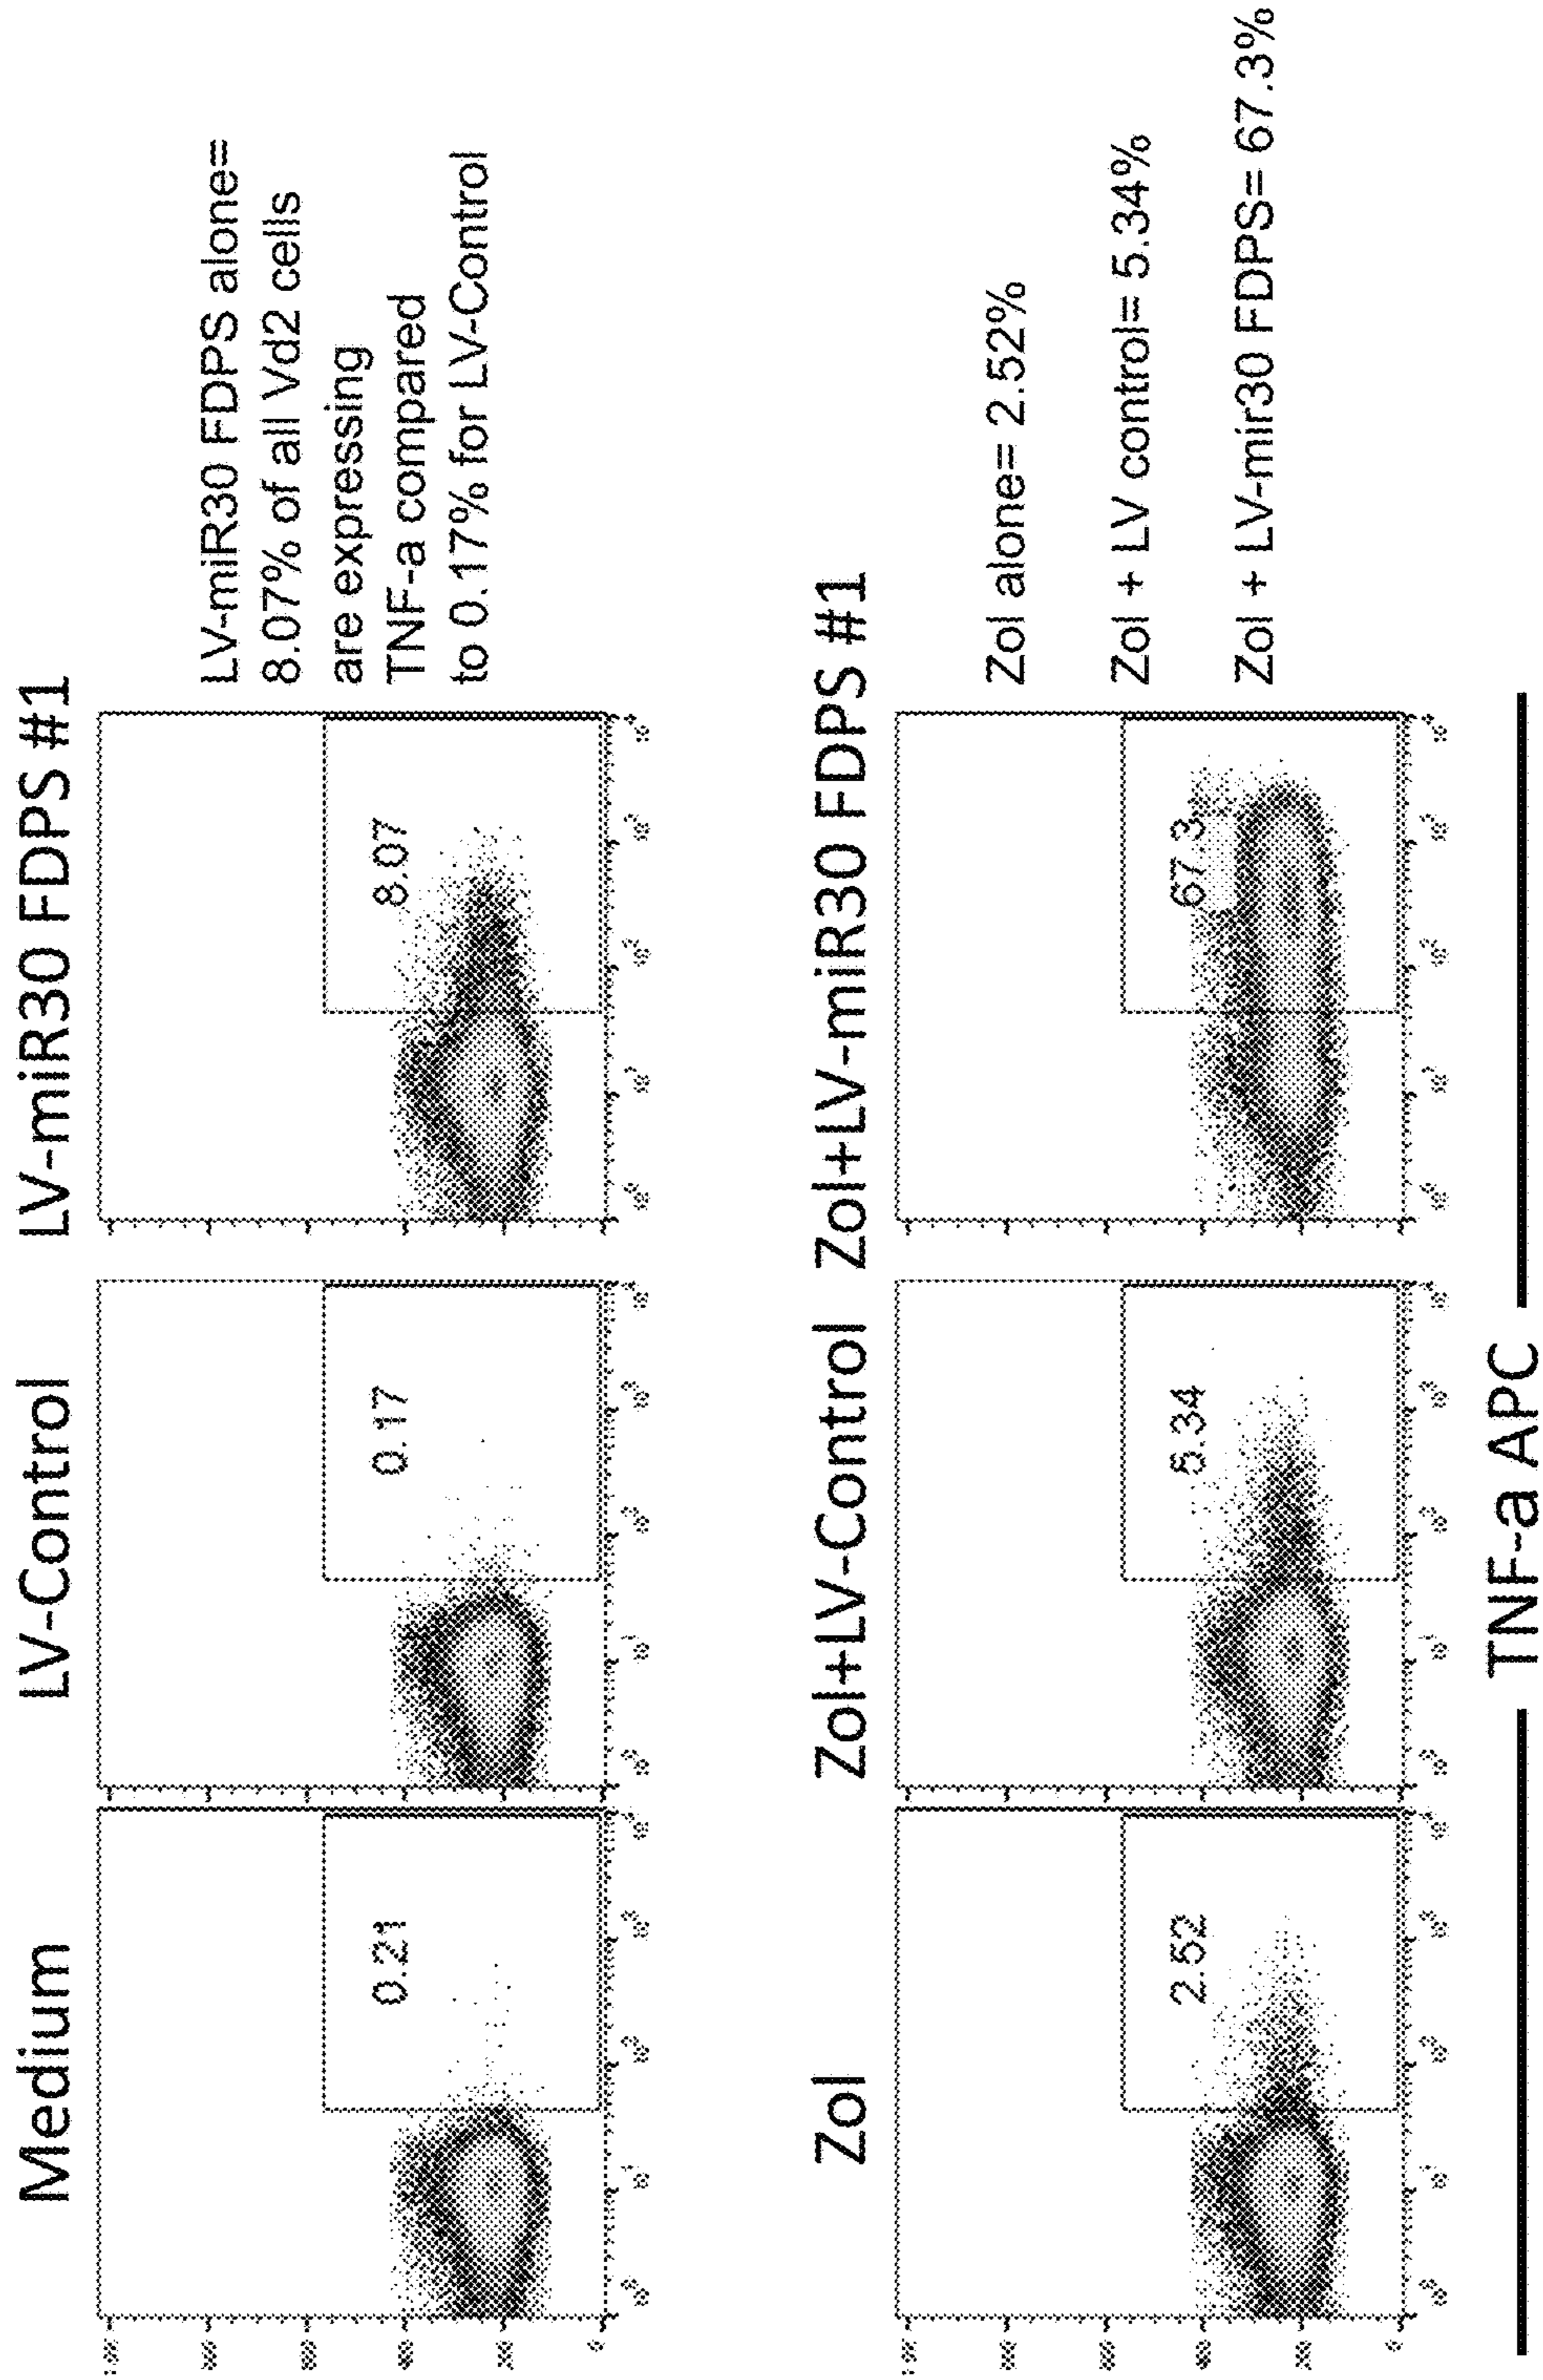 Medium
LV-Control
LV-miR30 FDPS #1
0.21
0.17
8.07
LV-miR30 FDPS alone=
8.07% of all Vd2 cells
are expressing
TNF-a compared
to 0.17% for LV-Control
Zol
Zol+LV-Control
Zol+LV-miR30 FDPS #1
2.52
5.34
67.3
Zol alone= 2.52%
Zol + LV control= 5.34%
Zol + LV-mir30 FDPS= 67.3%
TNF-a APC